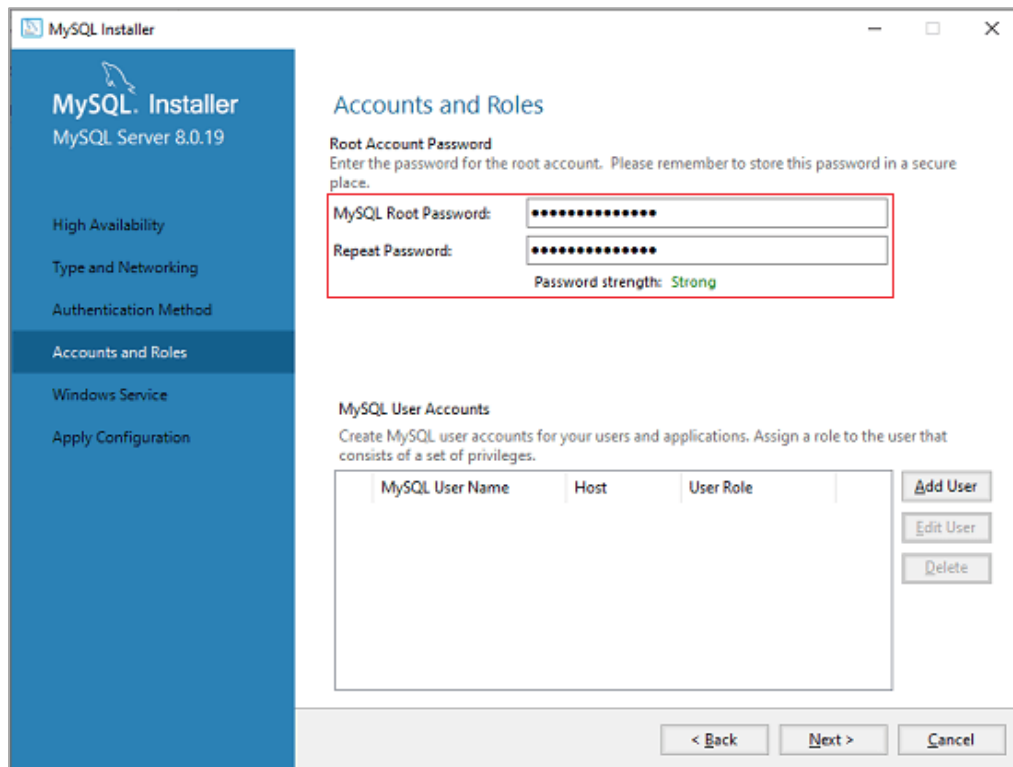 MySQL Installer
MySQL. Installer
MySQL Server 8.0.19
High Availability
Type and Networking
Authentication Method
Accounts and Roles
Windows Service
Apply Configuration
Accounts and Roles
Root Account Password
Enter the password for the root account.  Please remember to store this password in a secure
place.
MySQL Root Password: ●●●●●●●●●●●●●●
Repeat Password: ●●●●●●●●●●●●●●
Password strength: Strong
MySQL User Accounts
Create MySQL user accounts for your users and applications. Assign a role to the user that
consists of a set of privileges.
MySQL User Name Host User Role
Add User
Edit User
Delete
< Back Next > Cancel